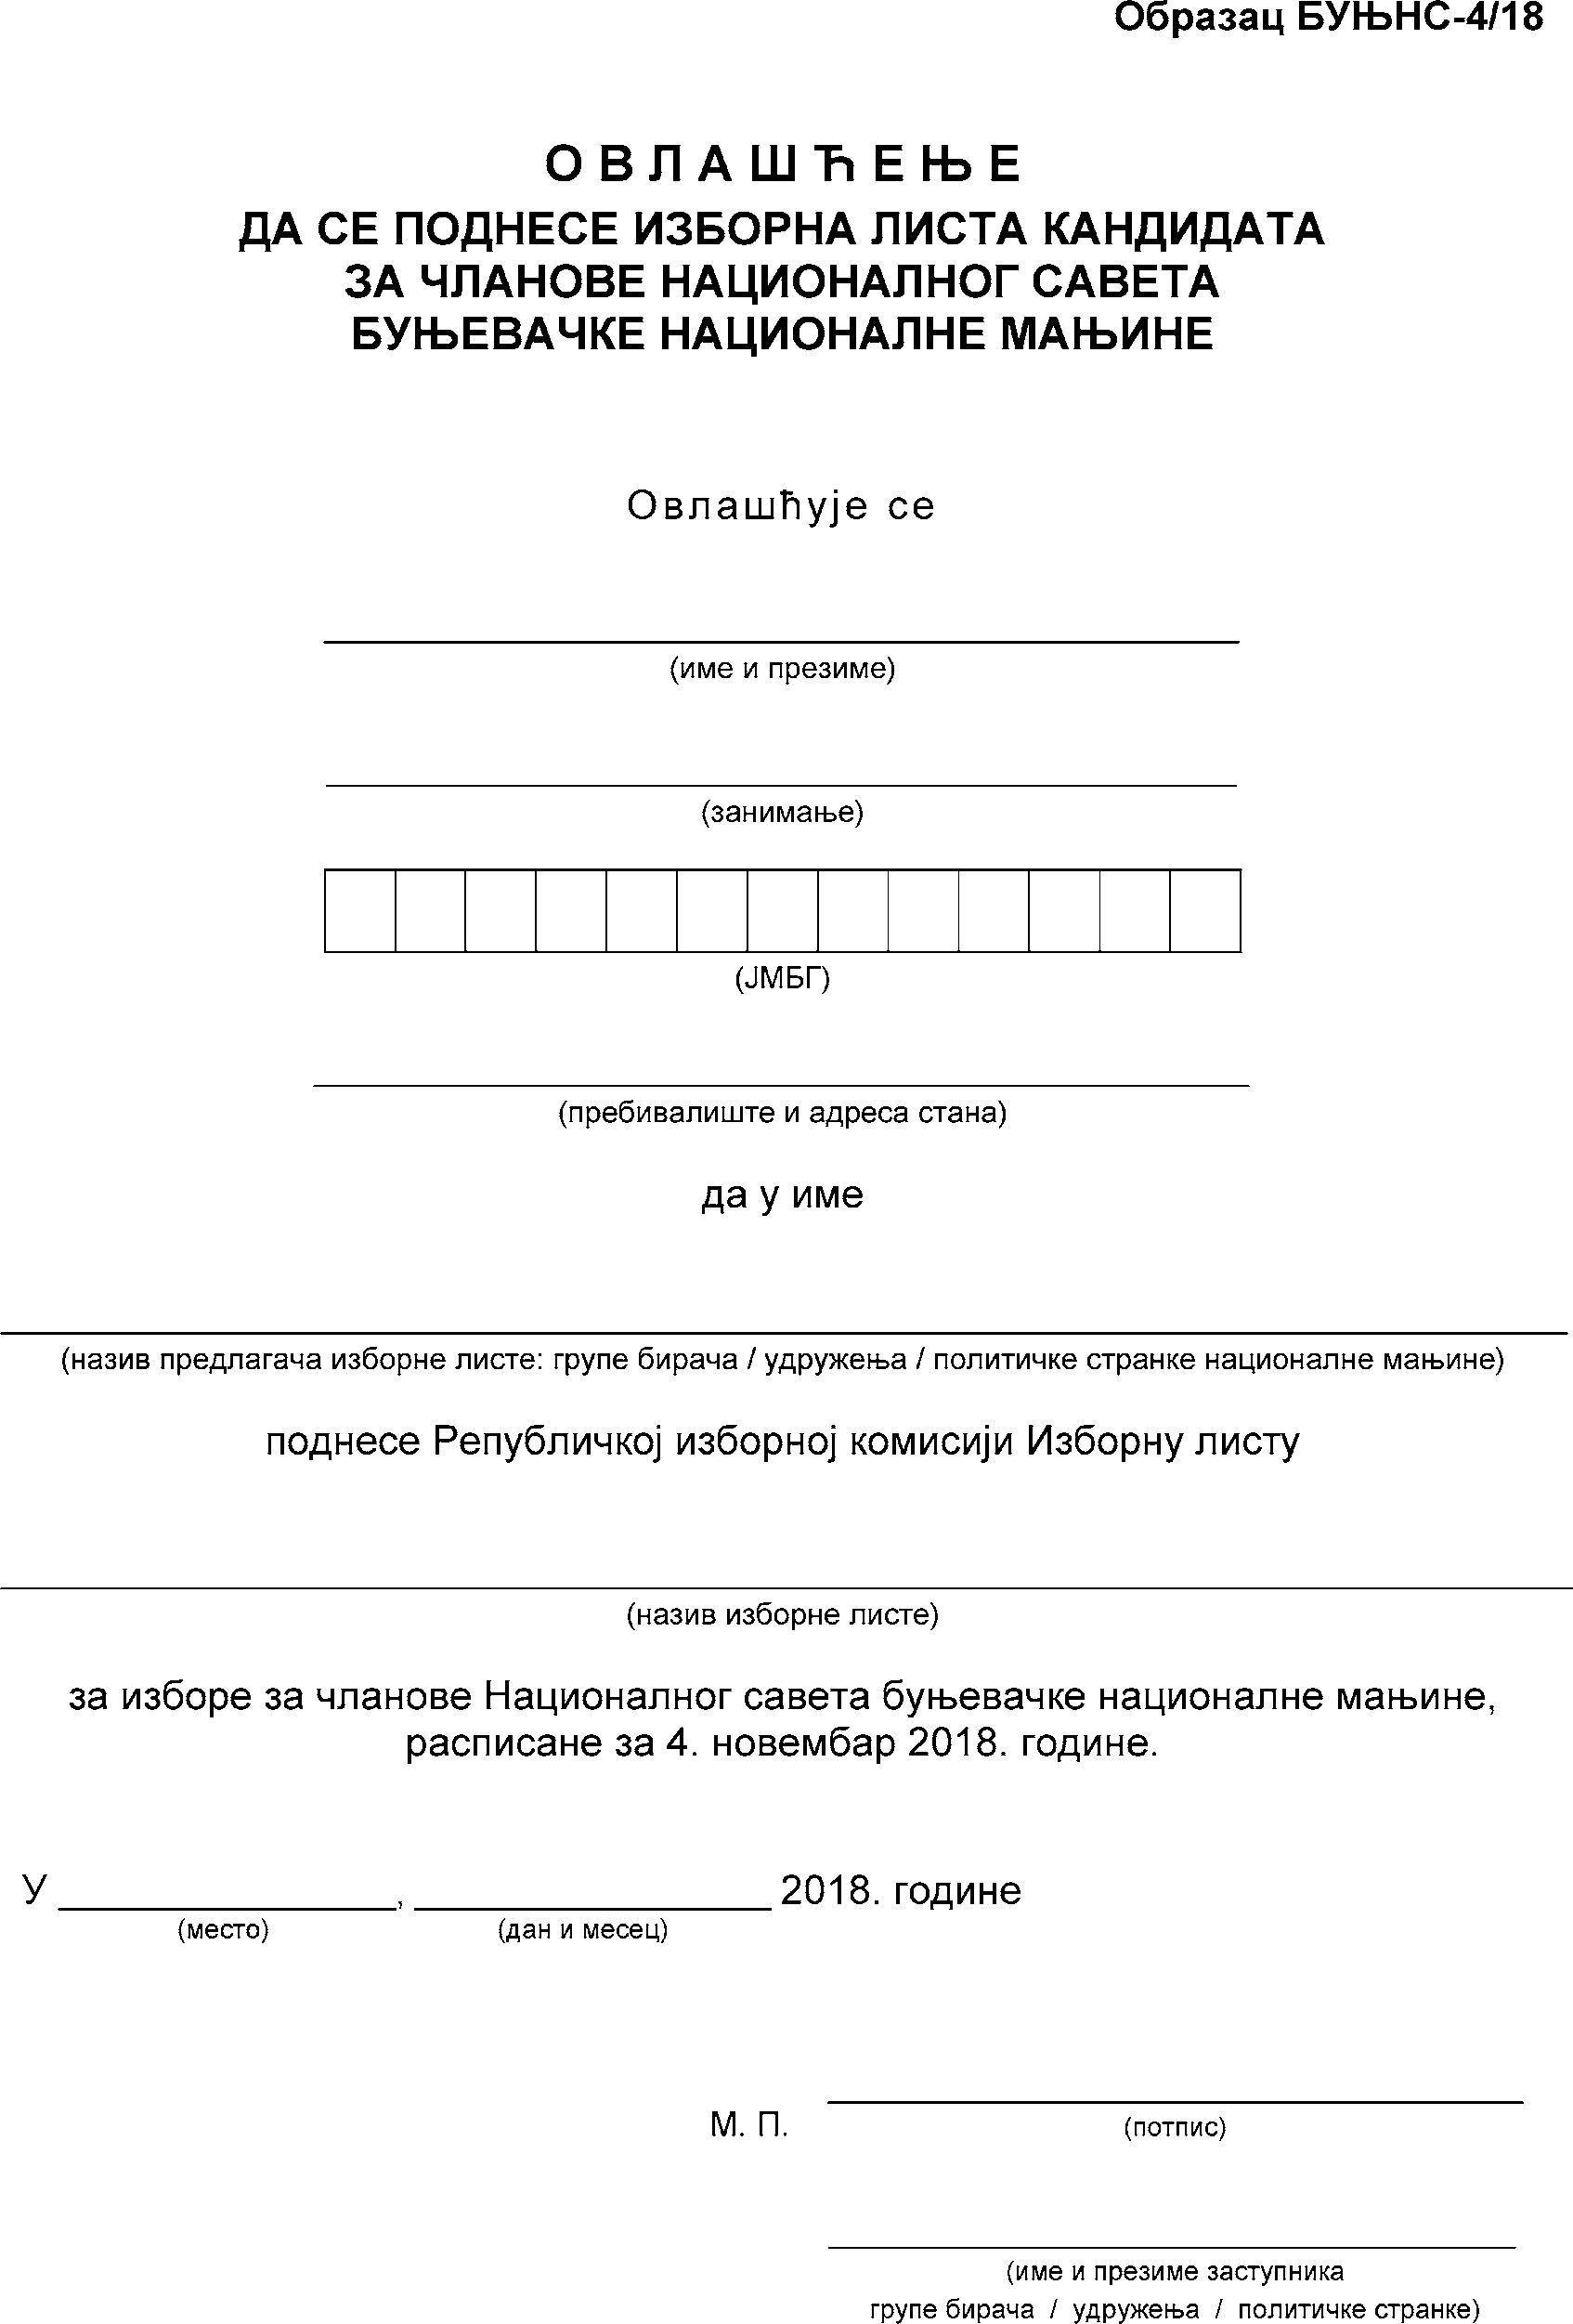 Образац БУЊНС-4/18
О В Л А Ш Ћ Е Њ Е
ДА СЕ ПОДНЕСЕ ИЗБОРНА ЛИСТА КАНДИДАТА
ЗА ЧЛАНОВЕ НАЦИОНАЛНОГ САВЕТА
БУЊЕВАЧКЕ НАЦИОНАЛНЕ МАЊИНЕ
Овлашћује се
(име и презиме)
(занимање)
(ЈМБГ)
(пребивалиште и адреса стана)
да у име
(назив предлагача изборне листе: групе бирача / удружења / политичке странке националне мањине)
поднесе Републичкој изборној комисији Изборну листу
(назив изборне листе)
за изборе за чланове Националног савета буњевачке националне мањине,
расписане за 4. новембар 2018. године.
У ________________, ________________ 2018. године
(место) (дан и месец)
М. П.
(потпис)
(име и презиме заступника
групе бирача / удружења / политичке странке)